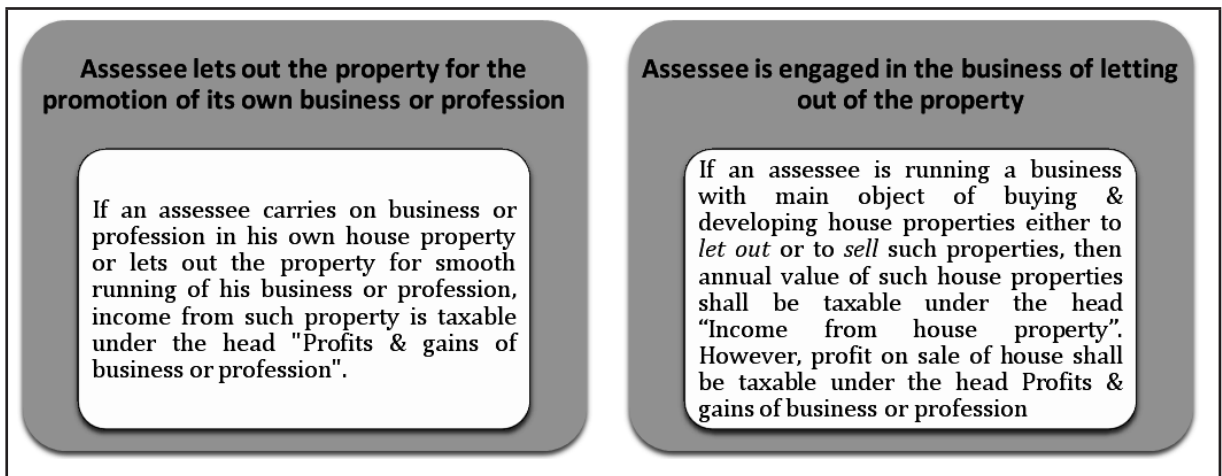 Assessee lets out the property for the
promotion of its own business or profession
If an assessee carries on business or
profession in his own house property
or lets out the property for smooth
running of his business or profession,
income from such property is taxable
under the head "Profits & gains of
business or profession".
Assessee is engaged in the business of letting
out of the property
If an assessee is running a business
with main object of buying &
developing house properties either to
let out or to sell such properties, then
annual value of such house properties
shall be taxable under the head
“Income from house property”.
However, profit on sale of house shall
be taxable under the head Profits &
gains of business or profession